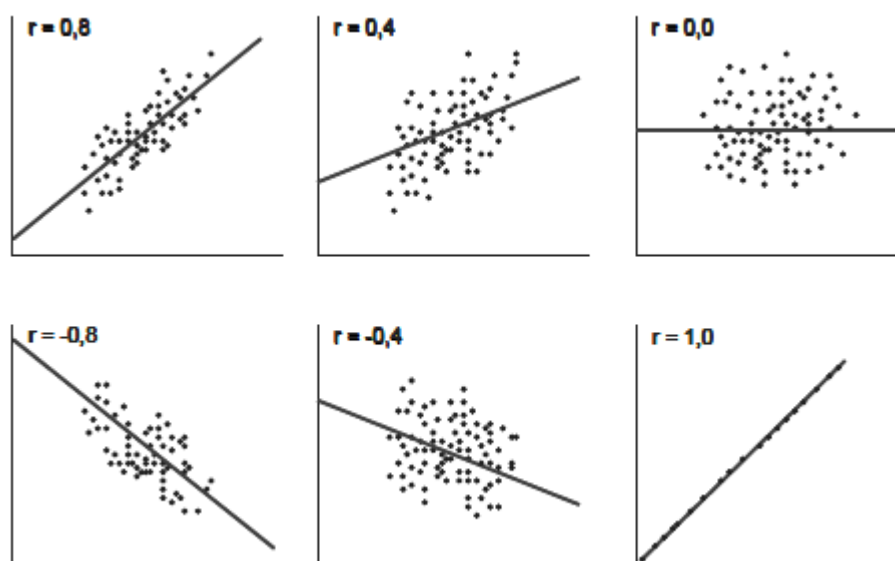 r = 0,8
r = 0,4
r = 0,0
r = -0,8
r = -0,4
r = 1,0